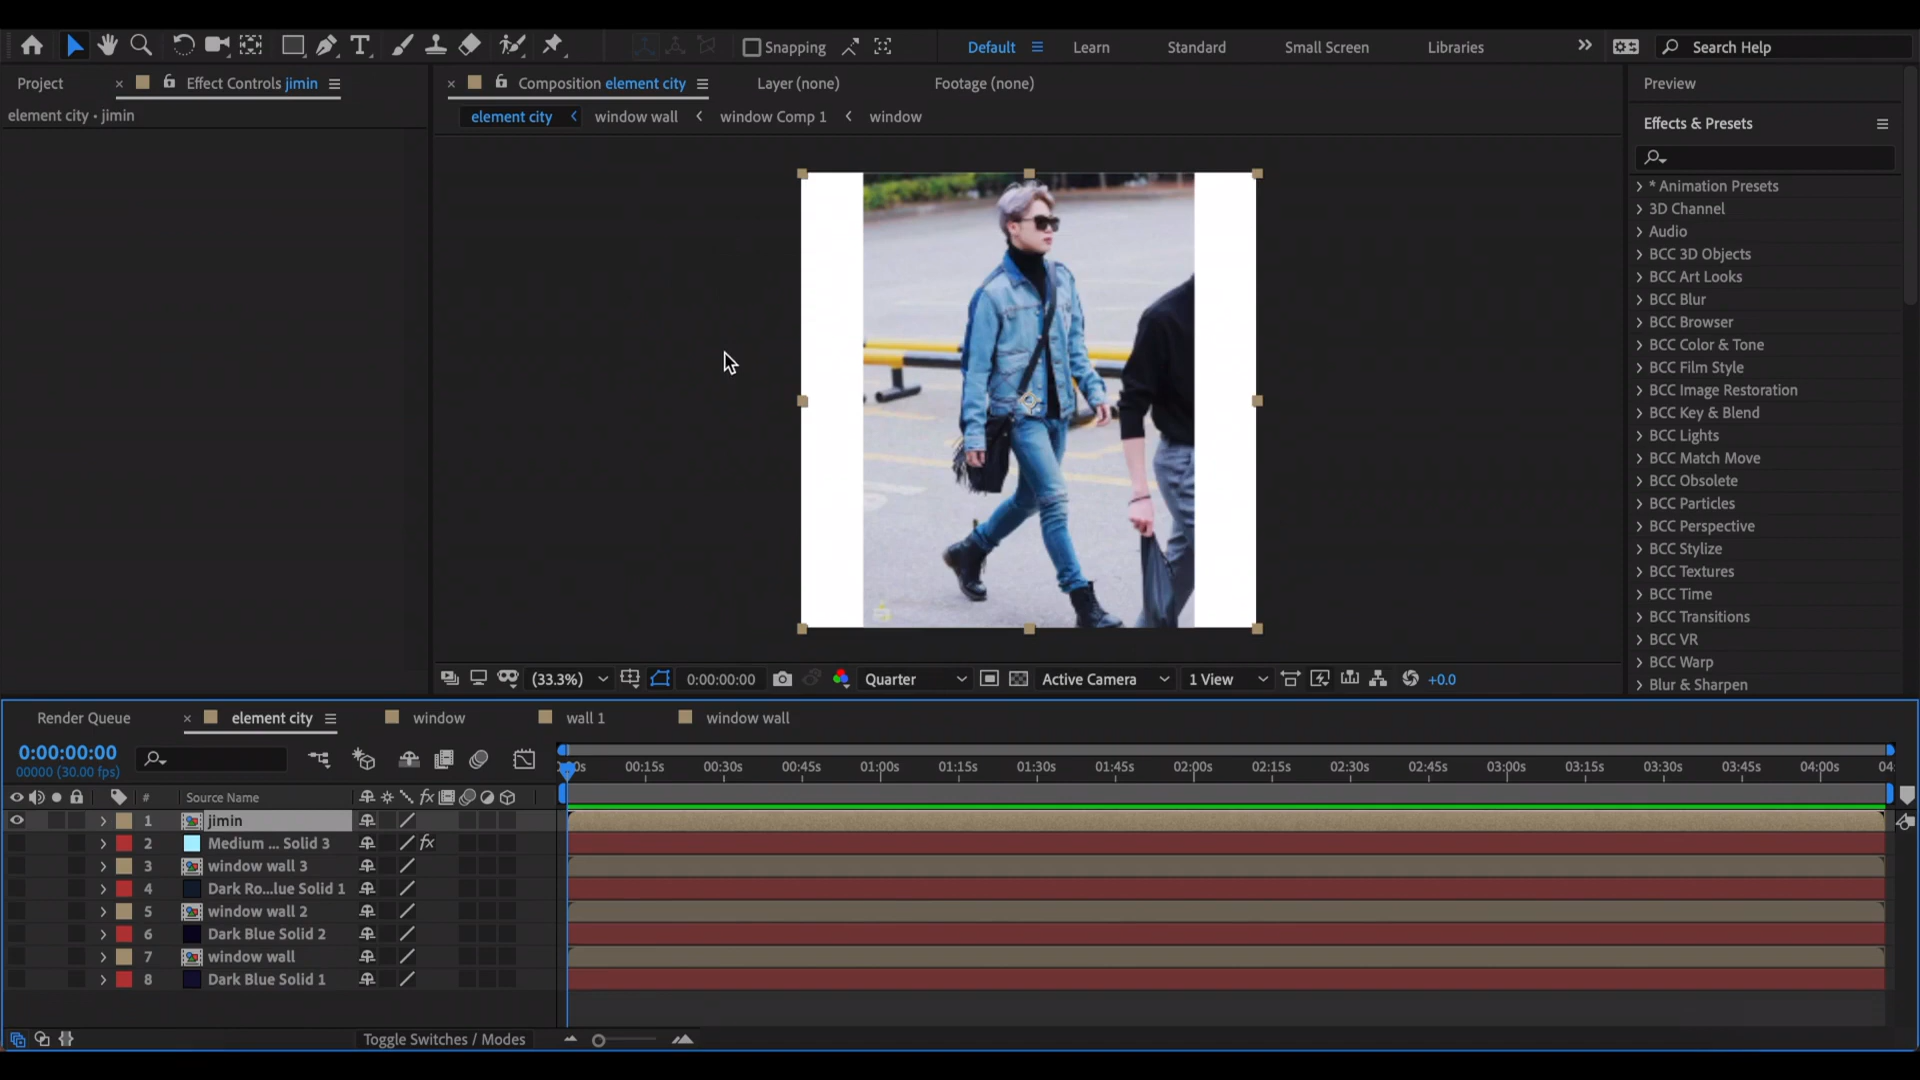 Snapping
Default
Learn
Standard
Small Screen
Libraries
Search Help
Project
Effect Controls jimin
Composition element city
Layer (none)
Footage (none)
Preview
element city • jimin
element city
window wall
window Comp 1
window
Effects & Presets
* Animation Presets
3D Channel
Audio
BCC 3D Objects
BCC Art Looks
BCC Blur
BCC Browser
BCC Color & Tone
BCC Film Style
BCC Image Restoration
BCC Key & Blend
BCC Lights
BCC Match Move
BCC Obsolete
BCC Particles
BCC Perspective
BCC Stylize
BCC Textures
BCC Time
BCC Transitions
BCC VR
BCC Warp
Blur & Sharpen
(33.3%)
0:00:00:00
Quarter
Active Camera
1 View
+0.0
Render Queue
element city
window
wall 1
window wall
0:00:00:00
00000 (30.00 fps)
00:15s
00:30s
00:45s
01:00s
01:15s
01:30s
01:45s
02:00s
02:15s
02:30s
02:45s
03:00s
03:15s
03:30s
03:45s
04:00s
# Source Name fx
1 jimin
2 Medium ... Solid 3 fx
3 window wall 3
4 Dark Ro...lue Solid 1
5 window wall 2
6 Dark Blue Solid 2
7 window wall
8 Dark Blue Solid 1
Toggle Switches / Modes